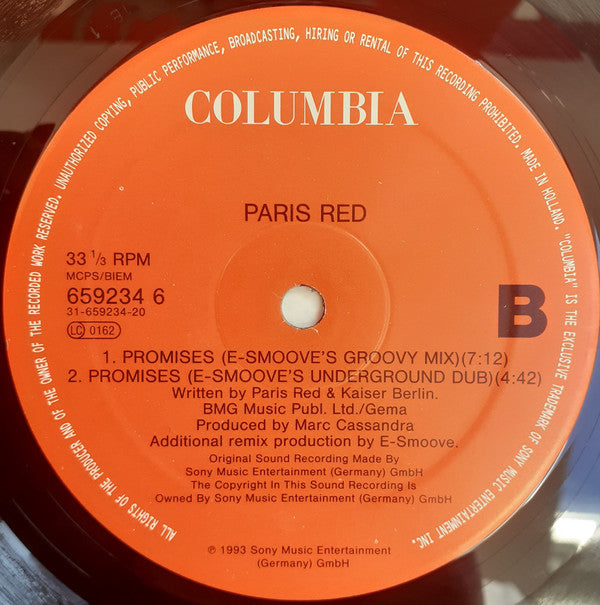 ALL RIGHTS OF THE PRODUCER AND OF THE OWNER OF THE RECORDED WORK RESERVED. UNAUTHORIZED COPYING, PUBLIC PERFORMANCE, BROADCASTING, HIRING OR RENTAL OF THIS RECORDING PROHIBITED. MADE IN HOLLAND. "COLUMBIA" IS THE EXCLUSIVE TRADEMARK OF SONY MUSIC ENTERTAINMENT INC.
COLUMBIA
PARIS RED
33 1/3 RPM
MCPS/BIEM
659234 6
31-659234-20
LC 0162
B
1. PROMISES (E-SMOOVE'S GROOVY MIX)(7:12)
2. PROMISES (E-SMOOVE'S UNDERGROUND DUB)(4:42)
Written by Paris Red & Kaiser Berlin.
BMG Music Publ. Ltd./Gema
Produced by Marc Cassandra
Additional remix production by E-Smoove.
Original Sound Recording Made By
Sony Music Entertainment (Germany) GmbH
The Copyright In This Sound Recording Is
Owned By Sony Music Entertainment (Germany) GmbH
℗ 1993 Sony Music Entertainment
(Germany) GmbH